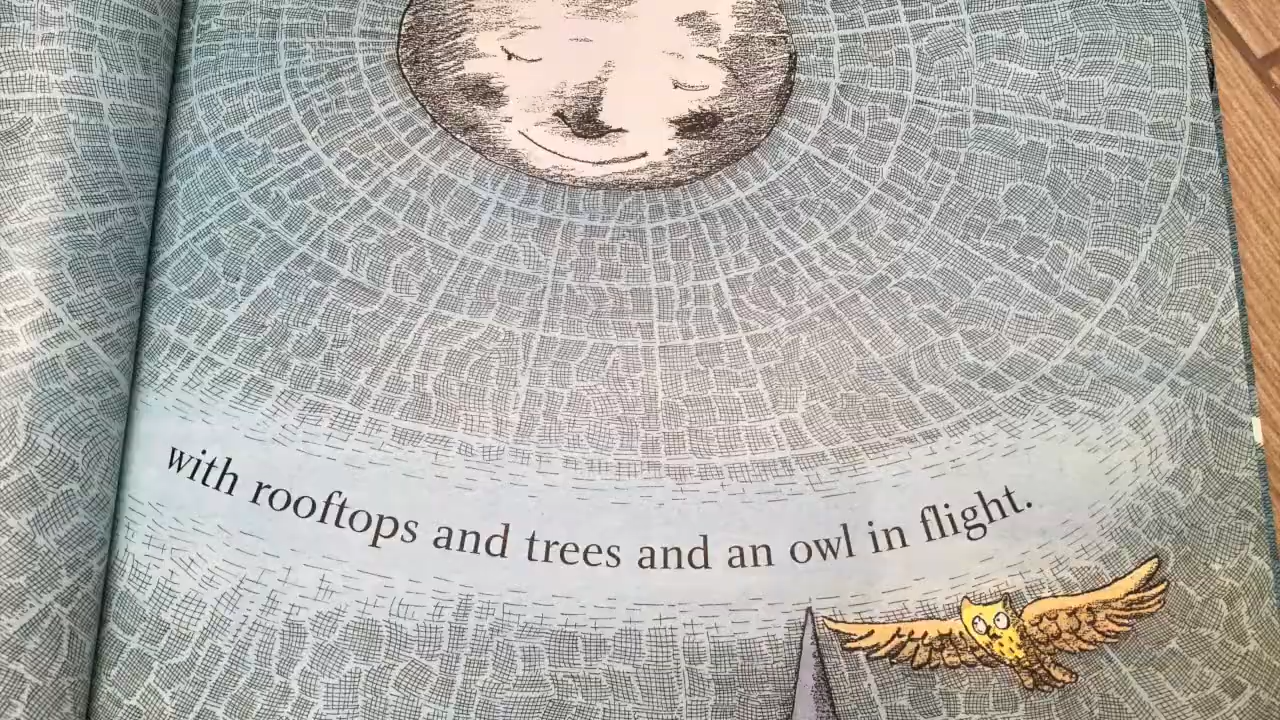 with rooftops and trees and an owl in flight.